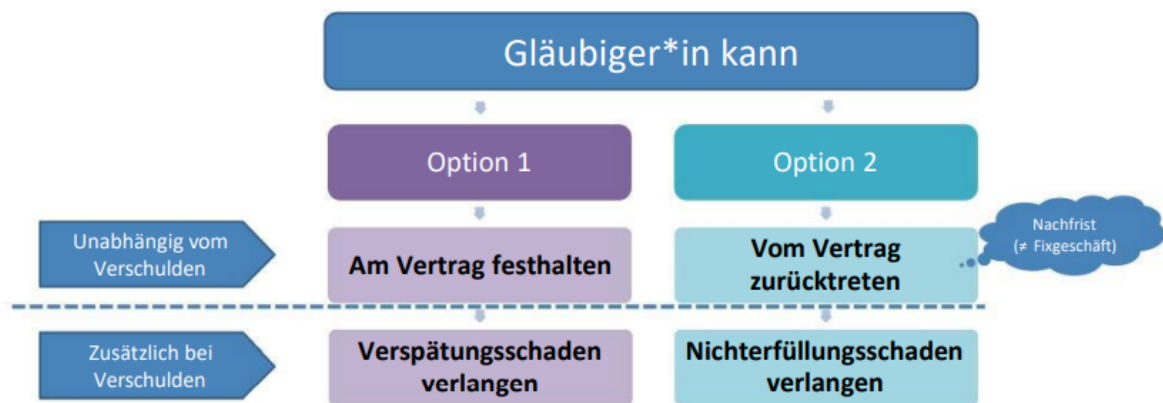 Gläubiger*in kann
Option 1
Option 2
Unabhängig vom
Verschulden
Am Vertrag festhalten
Vom Vertrag
zurücktreten
Nachfrist
(≠ Fixgeschäft)
Zusätzlich bei
Verschulden
Verspätungsschaden
verlangen
Nichterfüllungsschaden
verlangen